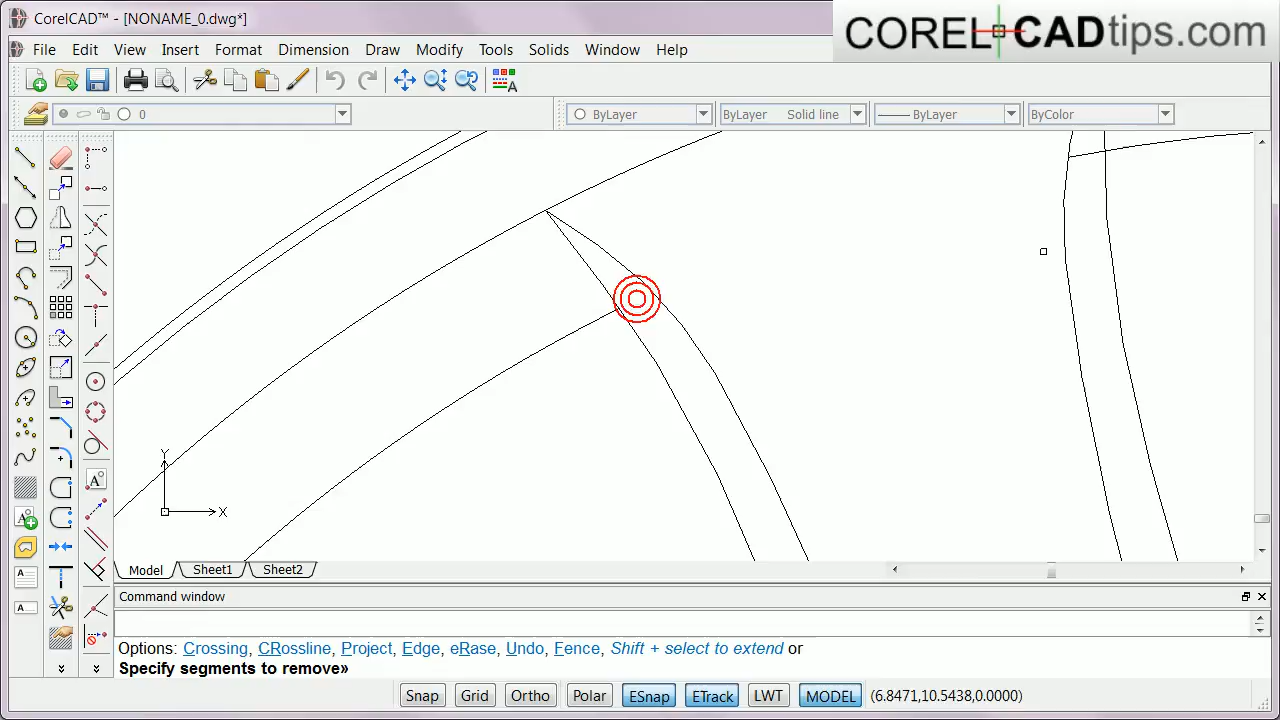 CorelCAD™ - [NONAME_0.dwg*]
COREL CADtips.com
File Edit View Insert Format Dimension Draw Modify Tools Solids Window Help
0 ByLayer ByLayer Solid line ByLayer ByColor
Y
X
Model Sheet1 Sheet2
Command window
Options: Crossing, CRossline, Project, Edge, eRase, Undo, Fence, Shift + select to extend or
Specify segments to remove»
Snap Grid Ortho Polar ESnap ETrack LWT MODEL (6.8471,10.5438,0.0000)